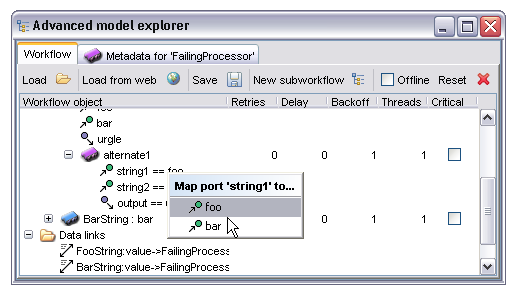 Advanced model explorer
Workflow
Metadata for 'FailingProcessor'
Load Load from web Save New subworkflow Offline Reset
Workflow object Retries Delay Backoff Threads Critical
bar
urgle
alternate1 0 0 1 1
string1 == foo
string2 ==
output ==
Map port 'string1' to...
foo
bar
BarString : bar 0 1 1
Data links
FooString:value->FailingProcess
BarString:value->FailingProcess